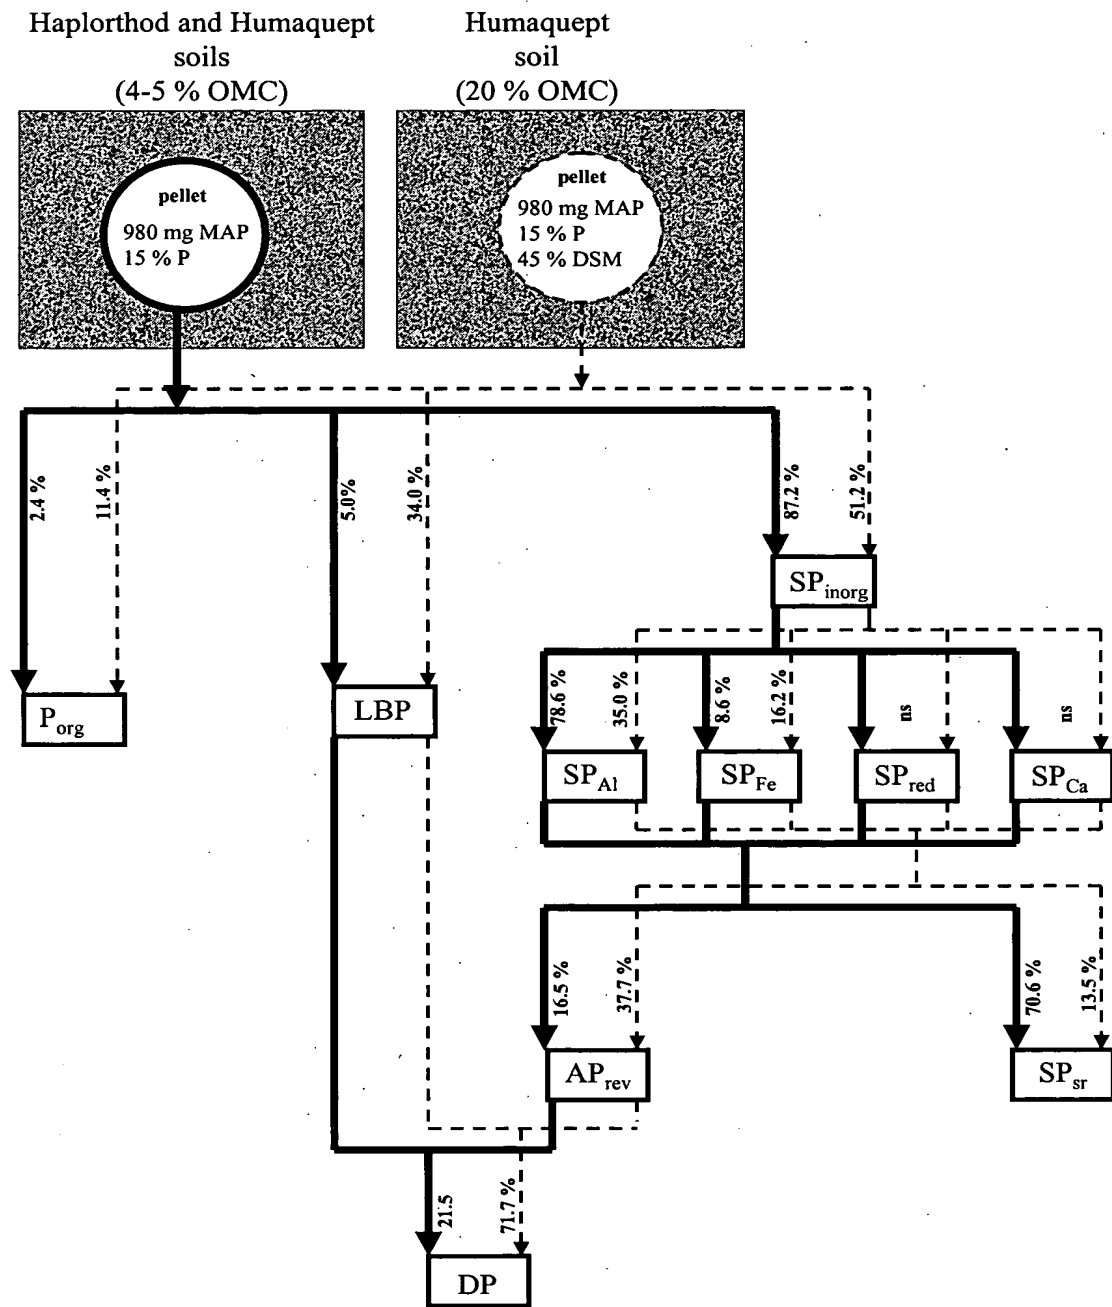 Haplorthod and Humaquept
soils
(4-5 % OMC)
Humaquept
soil
(20 % OMC)
pellet
980 mg MAP
15 % P
pellet
980 mg MAP
15 % P
45 % DSM
2.4 %
11.4 %
5.0%
34.0 %
87.2 %
51.2 %
SPinorg
Porg
LBP
78.6 %
35.0 %
8.6 %
16.2 %
ns
ns
SPAl
SPFe
SPred
SPCa
16.5 %
37.7 %
70.6 %
13.5 %
APrev
SPsr
21.5
71.7 %
DP